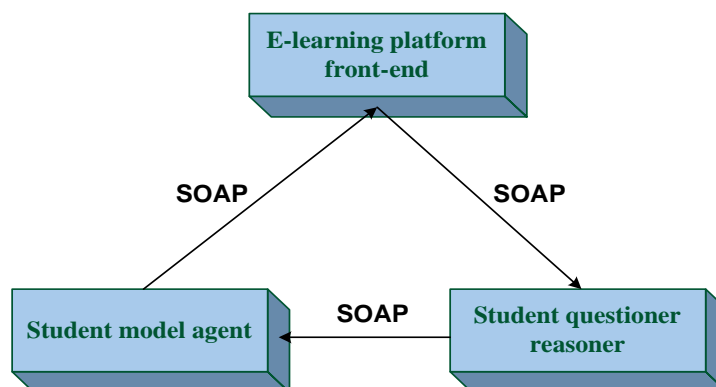 E-learning platform
front-end
SOAP
SOAP
Student model agent
SOAP
Student questioner
reasoner